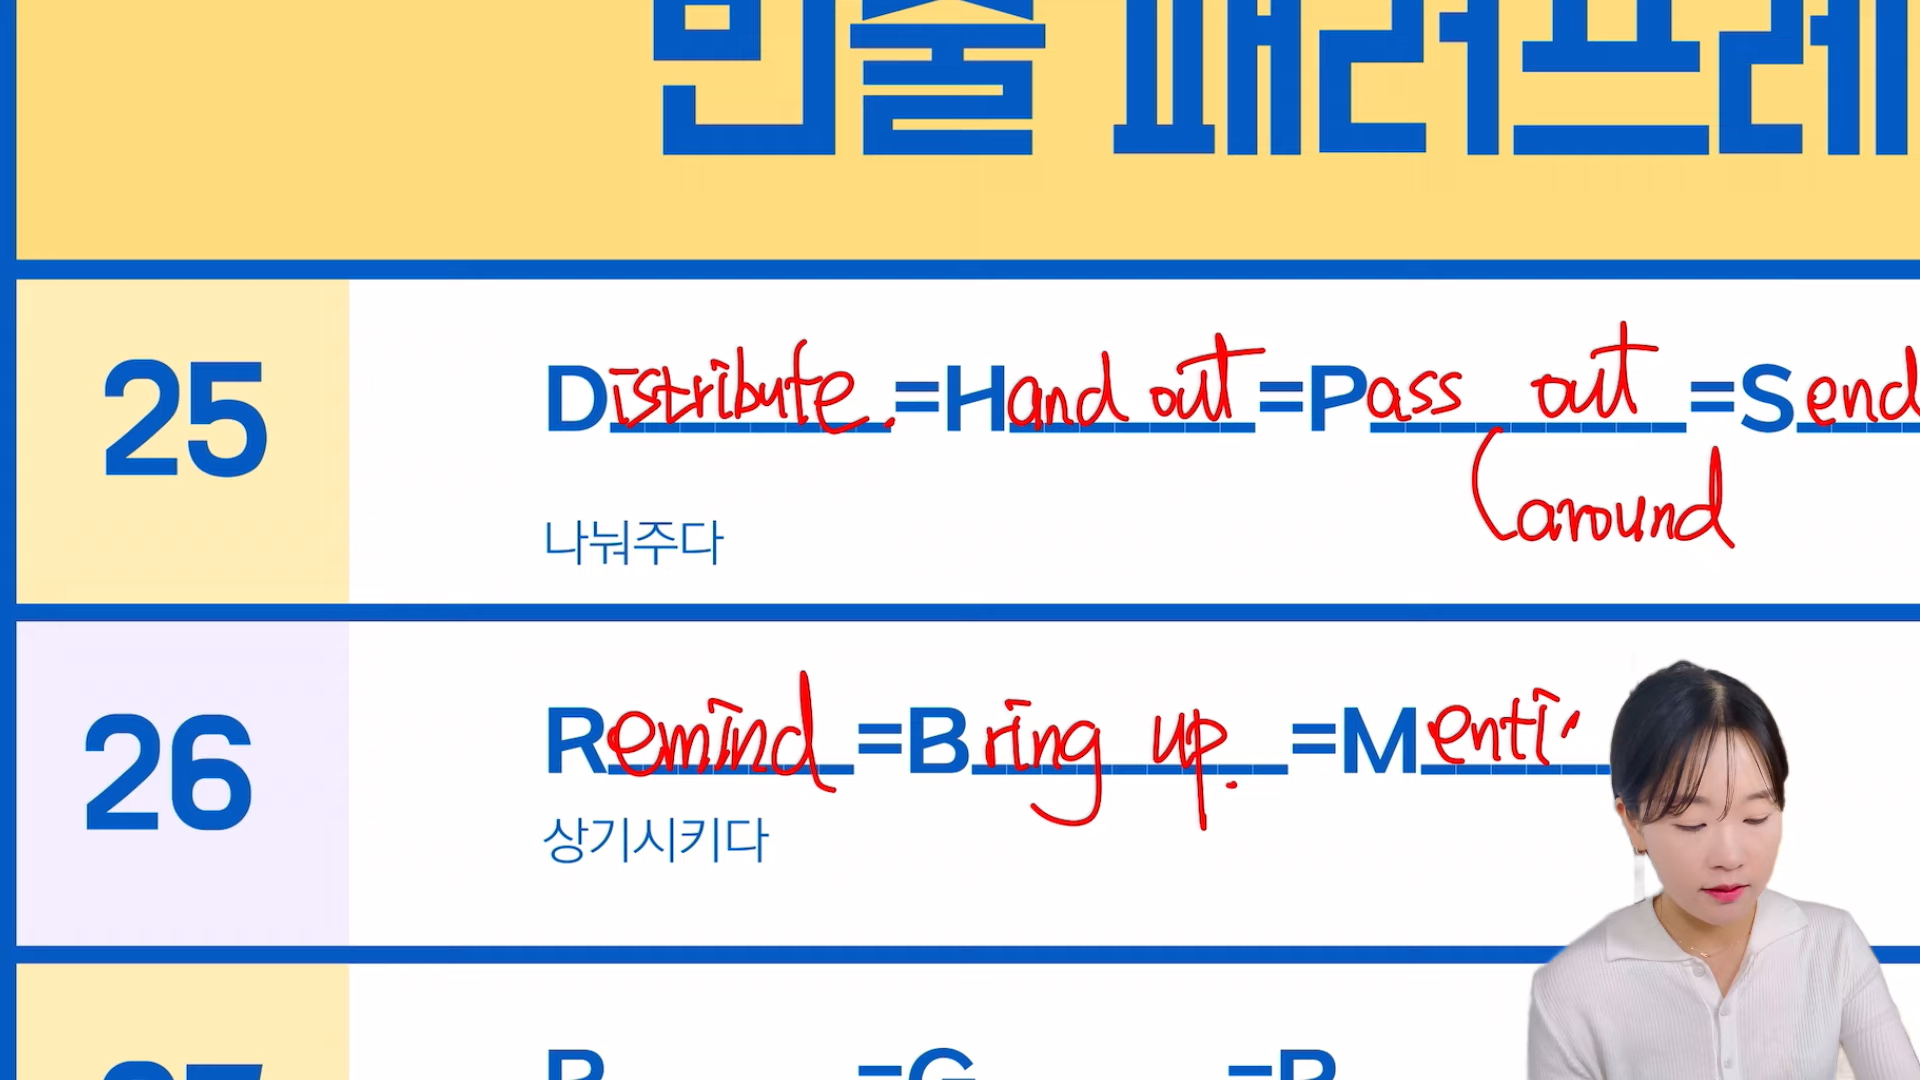 빈출 패러프레
25
Distribute.=Hand out=Pass out=Send
(around
나눠주다
26
Remind=Bring up.=Menti
상기시키다